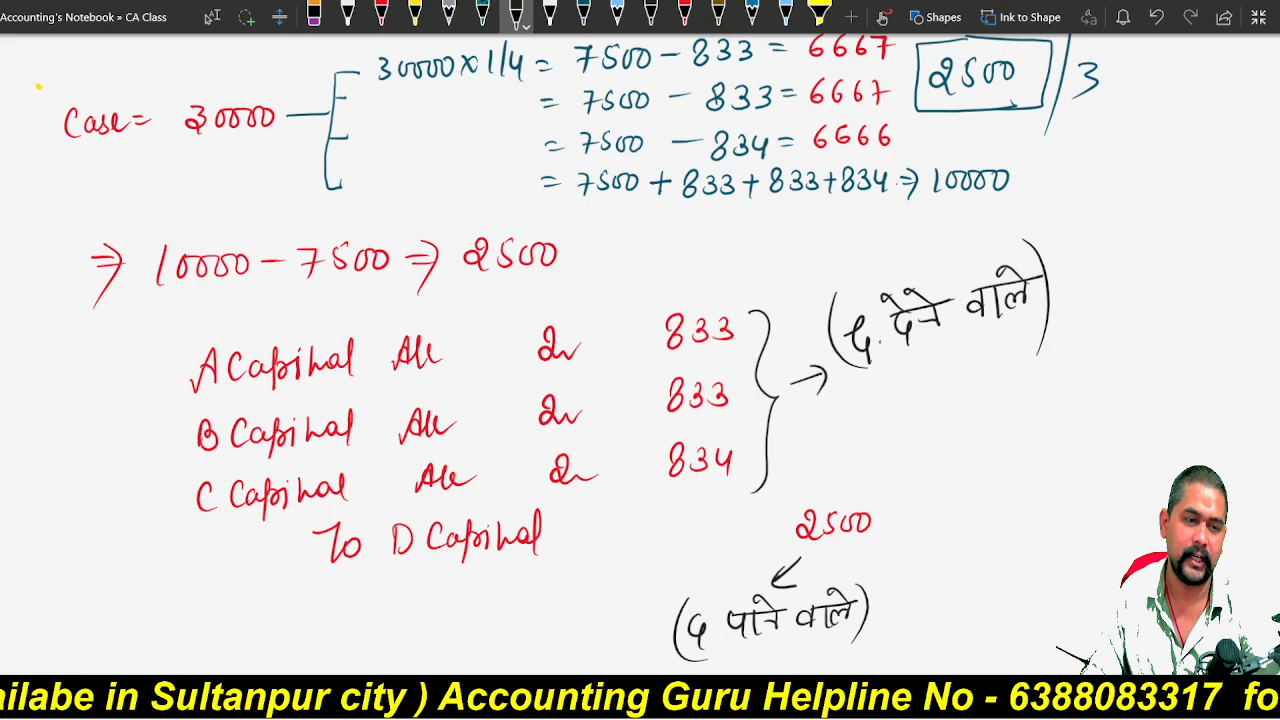 Accounting's Notebook » CA Class
Shapes
Ink to Shape
30000 x 1/4 = 7500 - 833 = 6667
= 7500 - 833 = 6667
2500 / 3
Case = 30000
= 7500 - 834 = 6666
= 7500 + 833 + 833 + 834 ⇒ 10000
⇒ 10000 - 7500 ⇒ 2500
A Capital A/c Dr 833
B Capital A/c Dr 833
C Capital A/c Dr 834
To D Capital
2500
देने वाले)
पाने वाले)
ailabe in Sultanpur city ) Accounting Guru Helpline No - 6388083317 fo